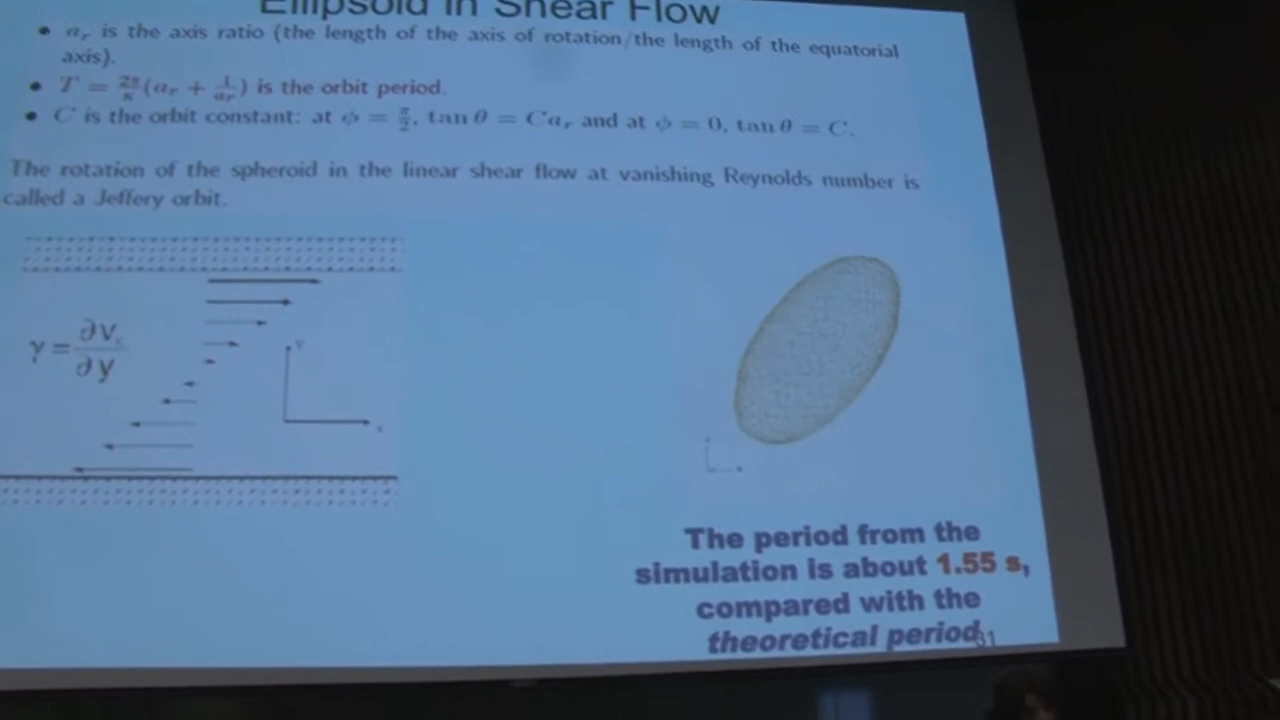 Ellipsoid in Shear Flow
• a_r is the axis ratio (the length of the axis of rotation/the length of the equatorial
axis).
• T = 2π/κ (a_r + 1/a_r) is the orbit period.
• C is the orbit constant: at ϕ = π/2, tan θ = Ca_r and at ϕ = 0, tan θ = C.
The rotation of the spheroid in the linear shear flow at vanishing Reynolds number is
called a Jeffery orbit.
γ = ∂V_x/∂y
Y
x
The period from the
simulation is about 1.55 s,
compared with the
theoretical period
31